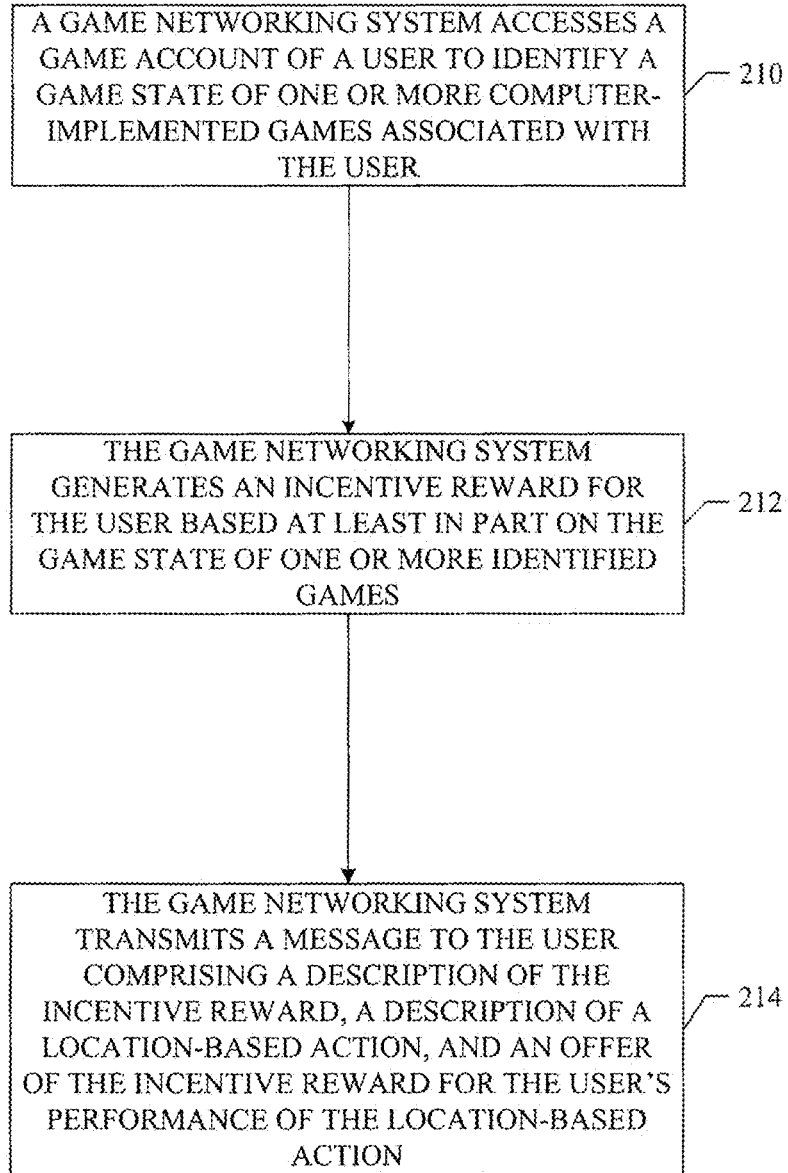 A GAME NETWORKING SYSTEM ACCESSES A
GAME ACCOUNT OF A USER TO IDENTIFY A
GAME STATE OF ONE OR MORE COMPUTER-
IMPLEMENTED GAMES ASSOCIATED WITH
THE USER
210
THE GAME NETWORKING SYSTEM
GENERATES AN INCENTIVE REWARD FOR
THE USER BASED AT LEAST IN PART ON THE
GAME STATE OF ONE OR MORE IDENTIFIED
GAMES
212
THE GAME NETWORKING SYSTEM
TRANSMITS A MESSAGE TO THE USER
COMPRISING A DESCRIPTION OF THE
INCENTIVE REWARD, A DESCRIPTION OF A
LOCATION-BASED ACTION, AND AN OFFER
OF THE INCENTIVE REWARD FOR THE USER'S
PERFORMANCE OF THE LOCATION-BASED
ACTION
214